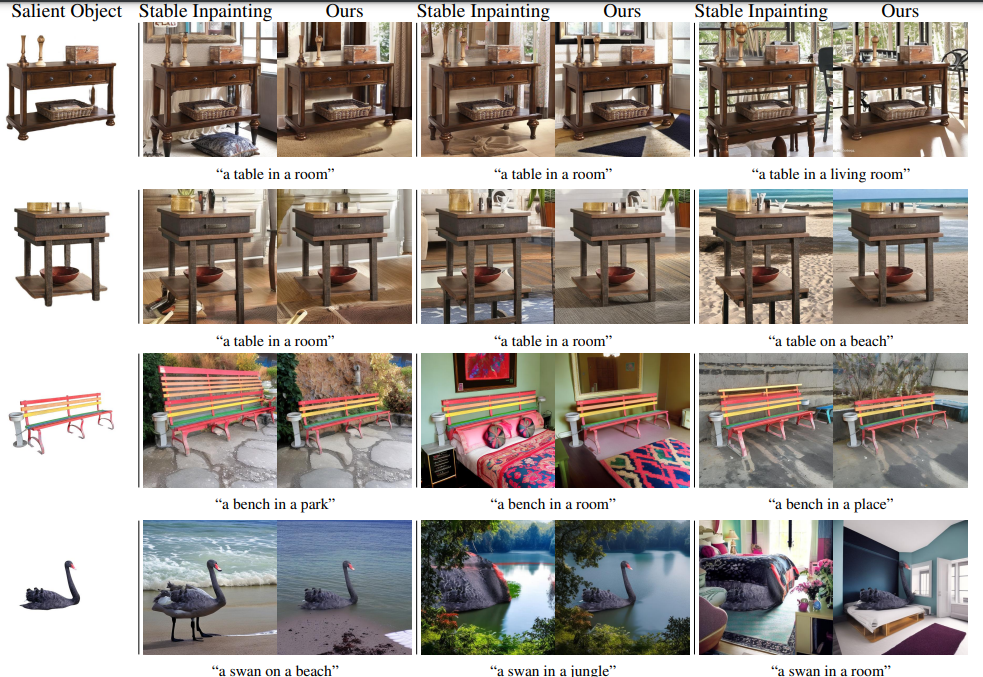 Salient Object Stable Inpainting Ours Stable Inpainting Ours Stable Inpainting Ours
“a table in a room” “a table in a room” “a table in a living room”
“a table in a room” “a table in a room” “a table on a beach”
“a bench in a park” “a bench in a room” “a bench in a place”
“a swan on a beach” “a swan in a jungle” “a swan in a room”